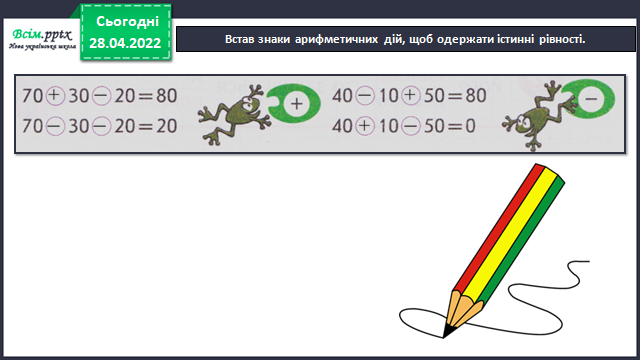 Всім.pptx
Нова українська школа
Сьогодні
28.04.2022
Встав знаки арифметичних дій, щоб одержати істинні рівності.
70+30−20=80
70−30−20=20
+
40−10+50=80
40+10−50=0
−